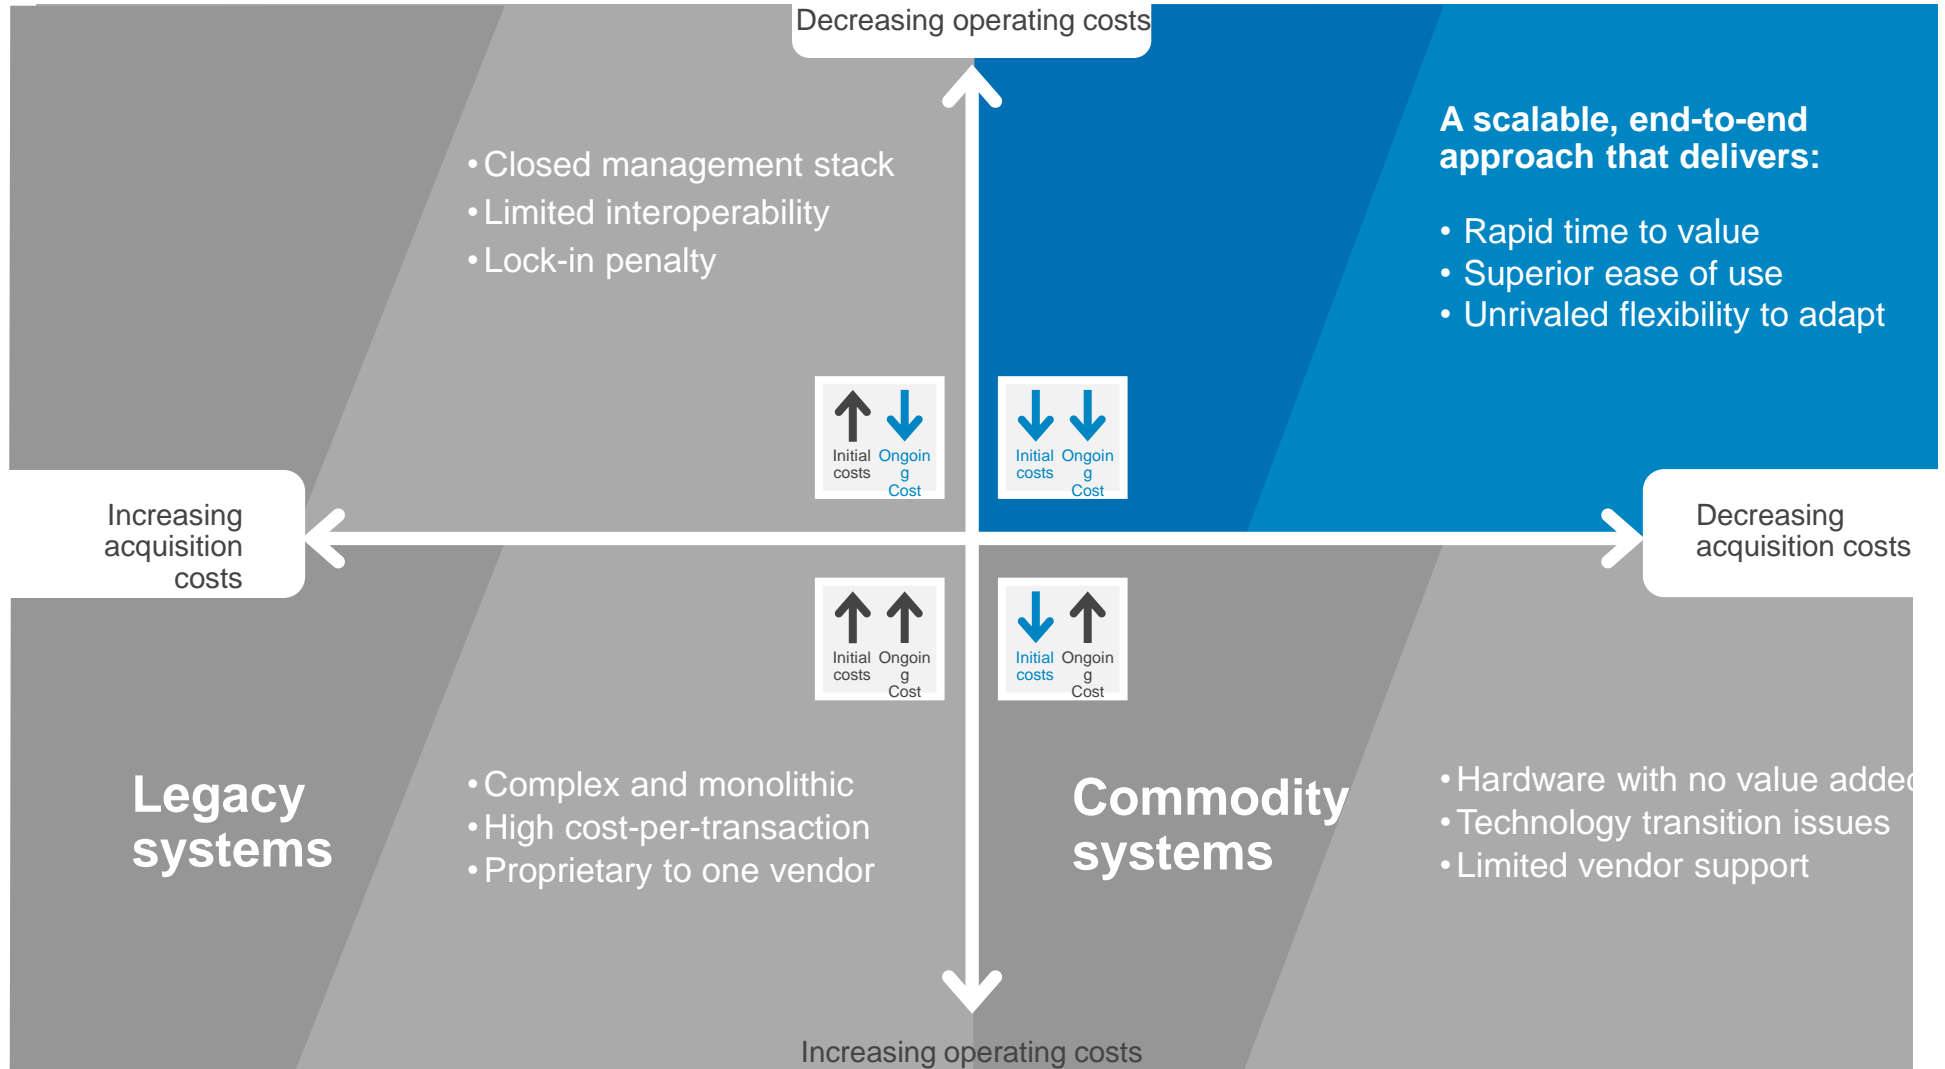 Decreasing operating costs
• Closed management stack
• Limited interoperability
• Lock-in penalty
A scalable, end-to-end
approach that delivers:
• Rapid time to value
• Superior ease of use
• Unrivaled flexibility to adapt
Initial
costs
Ongoin
g
Cost
Initial
costs
Ongoin
g
Cost
Increasing
acquisition
costs
Decreasing
acquisition costs
Initial
costs
Ongoin
g
Cost
Initial
costs
Ongoin
g
Cost
Legacy
systems
• Complex and monolithic
• High cost-per-transaction
• Proprietary to one vendor
Commodity
systems
• Hardware with no value added
• Technology transition issues
• Limited vendor support
Increasing operating costs